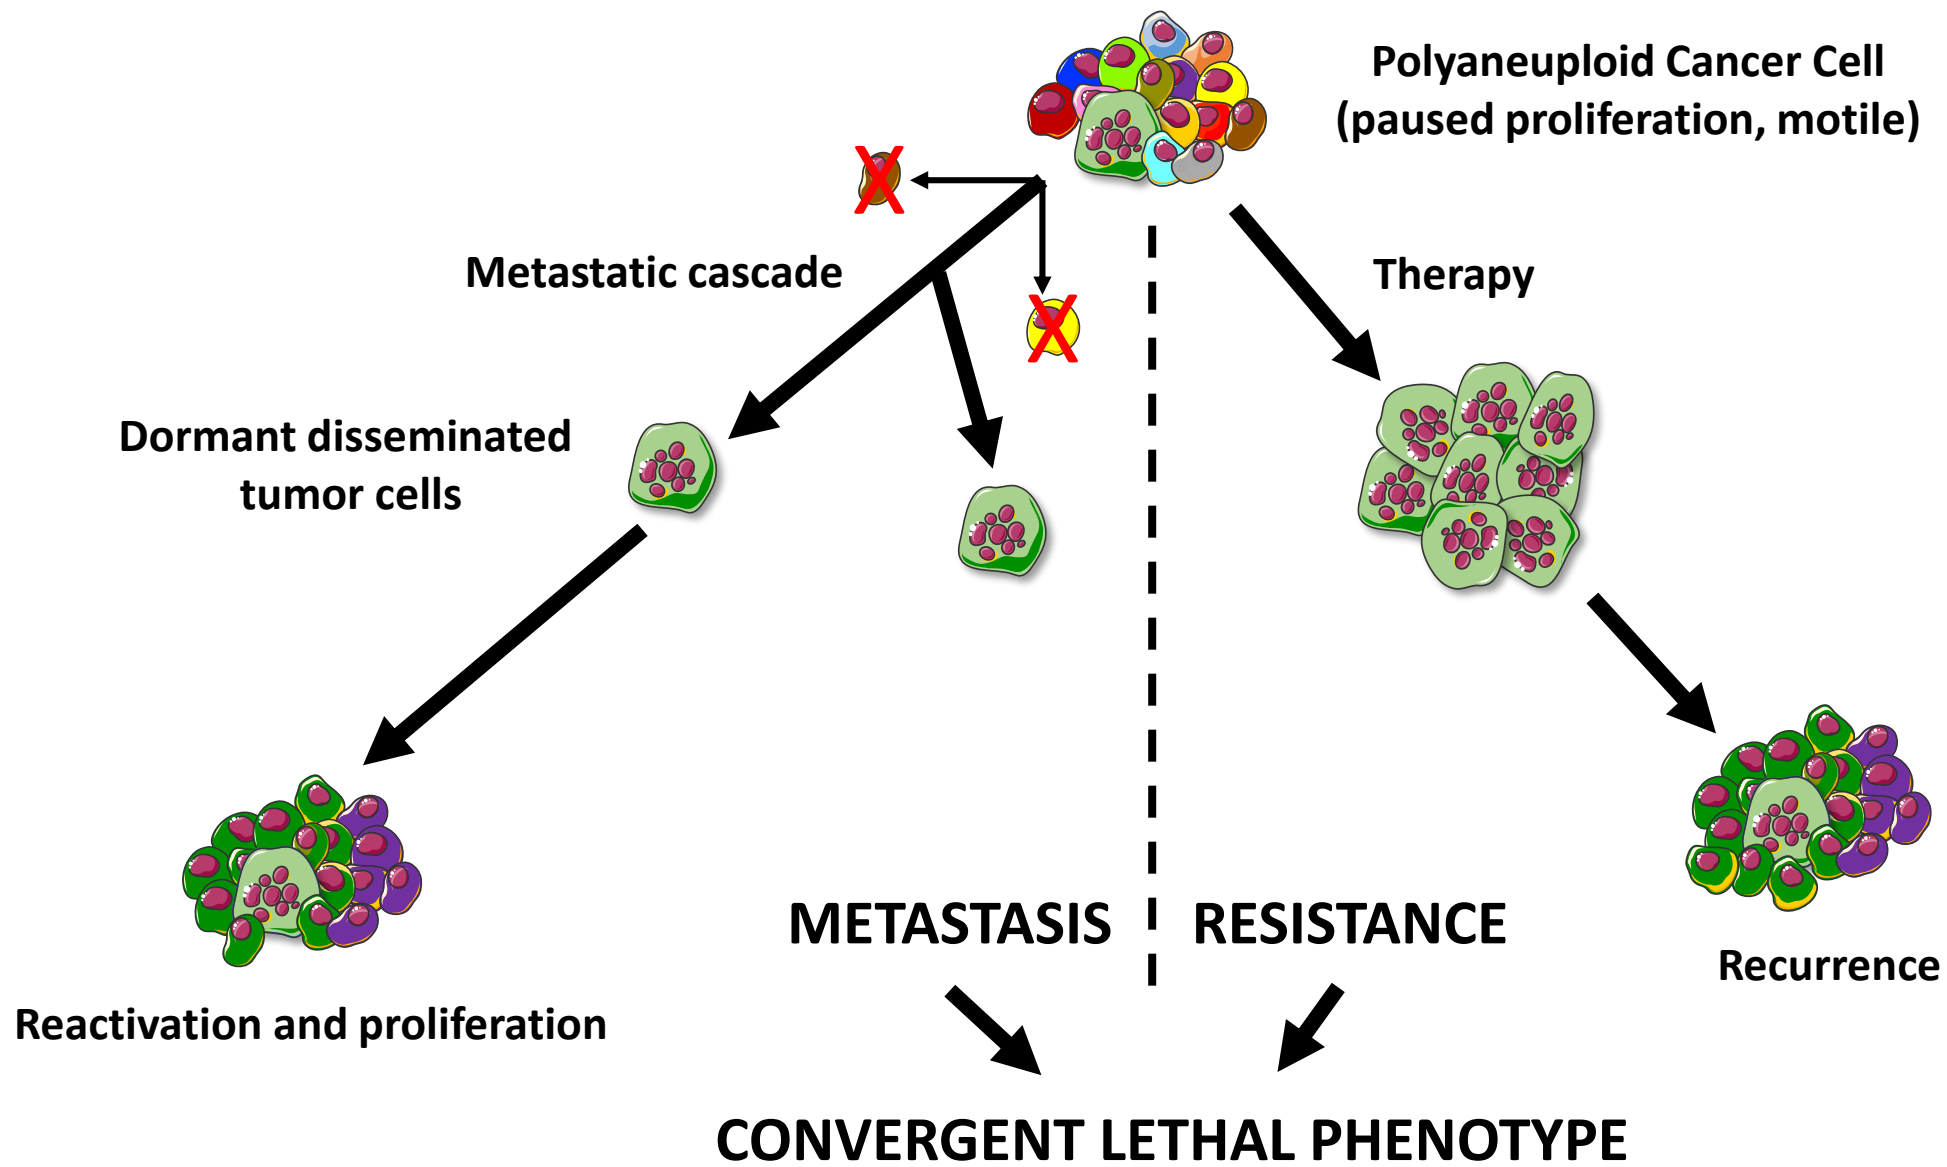 Polyaneuploid Cancer Cell
(paused proliferation, motile)
X
Metastatic cascade
Therapy
X
Dormant disseminated
tumor cells
METASTASIS
RESISTANCE
Recurrence
Reactivation and proliferation
CONVERGENT LETHAL PHENOTYPE